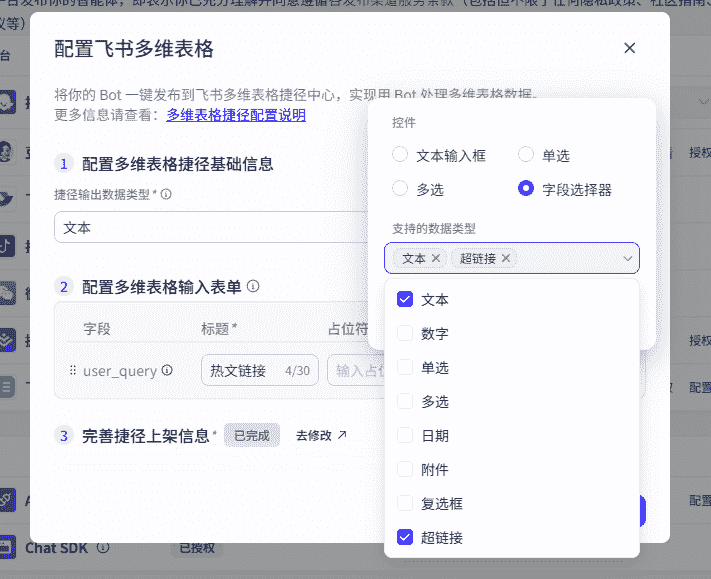 配置飞书多维表格
将你的 Bot 一键发布到飞书多维表格捷径中心，实现用 Bot 处理多维表格数据。
更多信息请查看：多维表格捷径配置说明
1 配置多维表格捷径基础信息
捷径输出数据类型*
文本
2 配置多维表格输入表单
字段 标题* 占位符
user_query 热文链接 4/30 输入占位
3 完善捷径上架信息* 已完成 去修改
控件
文本输入框 单选
多选 字段选择器
支持的数据类型
文本 超链接
文本
数字
单选
多选
日期
附件
复选框
超链接
授权
授权
配置
配置
Chat SDK 已授权